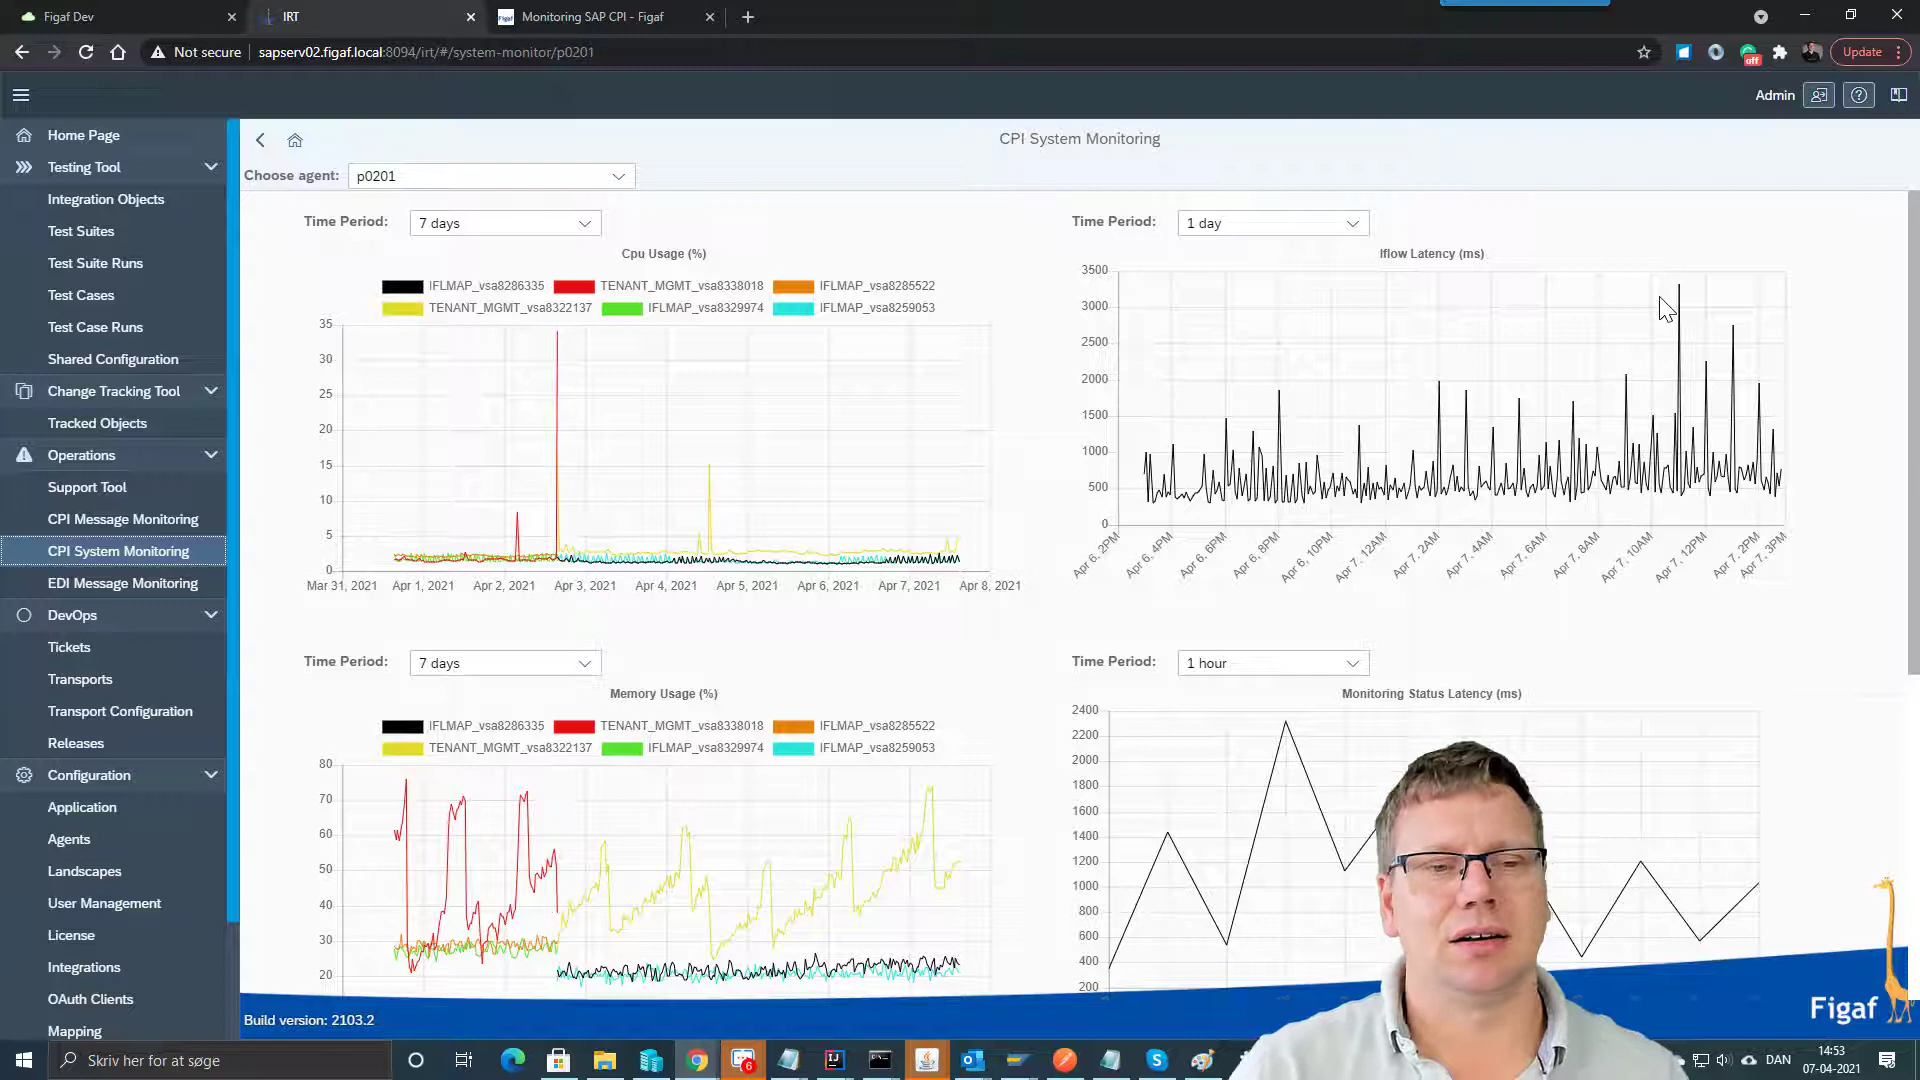 Figaf Dev
IRT
Monitoring SAP CPI - Figaf
Not secure
sapserv02.figaf.local:8094/irt/#/system-monitor/p0201
off
Update
Admin
Home Page
Testing Tool
Integration Objects
Test Suites
Test Suite Runs
Test Cases
Test Case Runs
Shared Configuration
Change Tracking Tool
Tracked Objects
Operations
Support Tool
CPI Message Monitoring
CPI System Monitoring
EDI Message Monitoring
DevOps
Tickets
Transports
Transport Configuration
Releases
Configuration
Application
Agents
Landscapes
User Management
License
Integrations
OAuth Clients
Mapping
CPI System Monitoring
Choose agent: p0201
Time Period: 7 days
Cpu Usage (%)
IFLMAP_vsa8286335 TENANT_MGMT_vsa8338018 IFLMAP_vsa8285522
TENANT_MGMT_vsa8322137 IFLMAP_vsa8329974 IFLMAP_vsa8259053
35
30
25
20
15
10
5
0
Mar 31, 2021 Apr 1, 2021 Apr 2, 2021 Apr 3, 2021 Apr 4, 2021 Apr 5, 2021 Apr 6, 2021 Apr 7, 2021 Apr 8, 2021
Time Period: 1 day
Iflow Latency (ms)
3500
3000
2500
2000
1500
1000
500
0
Apr 6, 2PM Apr 6, 4PM Apr 6, 6PM Apr 6, 8PM Apr 6, 10PM Apr 7, 12AM Apr 7, 2AM Apr 7, 4AM Apr 7, 6AM Apr 7, 8AM Apr 7, 10AM Apr 7, 12PM Apr 7, 2PM Apr 7, 3PM
Time Period: 7 days
Memory Usage (%)
IFLMAP_vsa8286335 TENANT_MGMT_vsa8338018 IFLMAP_vsa8285522
TENANT_MGMT_vsa8322137 IFLMAP_vsa8329974 IFLMAP_vsa8259053
80
70
60
50
40
30
20
Time Period: 1 hour
Monitoring Status Latency (ms)
2400
2200
2000
1800
1600
1400
1200
1000
800
600
400
200
Build version: 2103.2
Figaf
Skriv her for at søge
6
DAN
14:53
07-04-2021